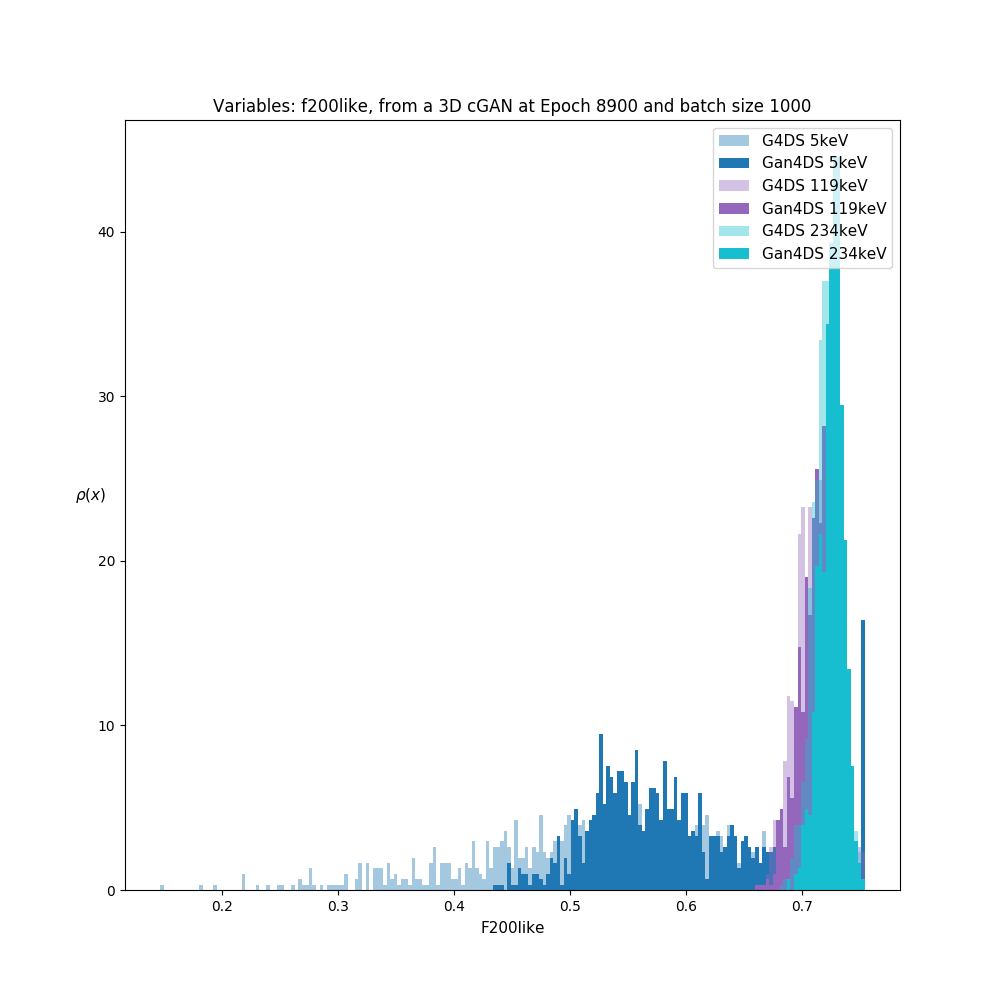 Variables: f200like, from a 3D cGAN at Epoch 8900 and batch size 1000
G4DS 5keV
Gan4DS 5keV
G4DS 119keV
Gan4DS 119keV
G4DS 234keV
Gan4DS 234keV
40
30
ρ(x)
20
10
0
0.2 0.3 0.4 0.5 0.6 0.7
F200like